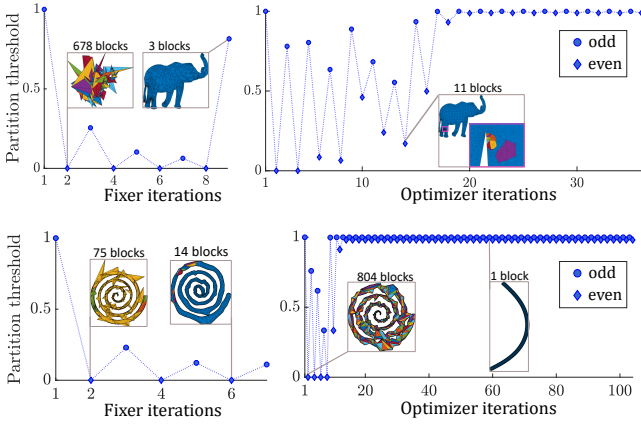 Partition threshold
1
0.5
0
678 blocks
3 blocks
1 2 4 6 8
Fixer iterations
1
0.5
0
odd
even
11 blocks
1 10 20 30
Optimizer iterations
Partition threshold
1
0.5
0
75 blocks
14 blocks
1 2 4 6
Fixer iterations
1
0.5
0
804 blocks
1 block
odd
even
1 20 40 60 80 100
Optimizer iterations